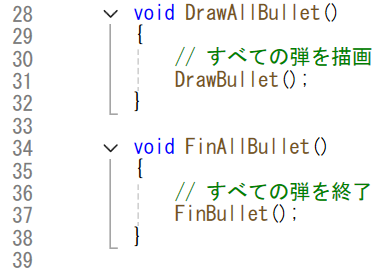 28 void DrawAllBullet()
29 {
30 // すべての弾を描画
31 DrawBullet();
32 }
33
34 void FinAllBullet()
35 {
36 // すべての弾を終了
37 FinBullet();
38 }
39